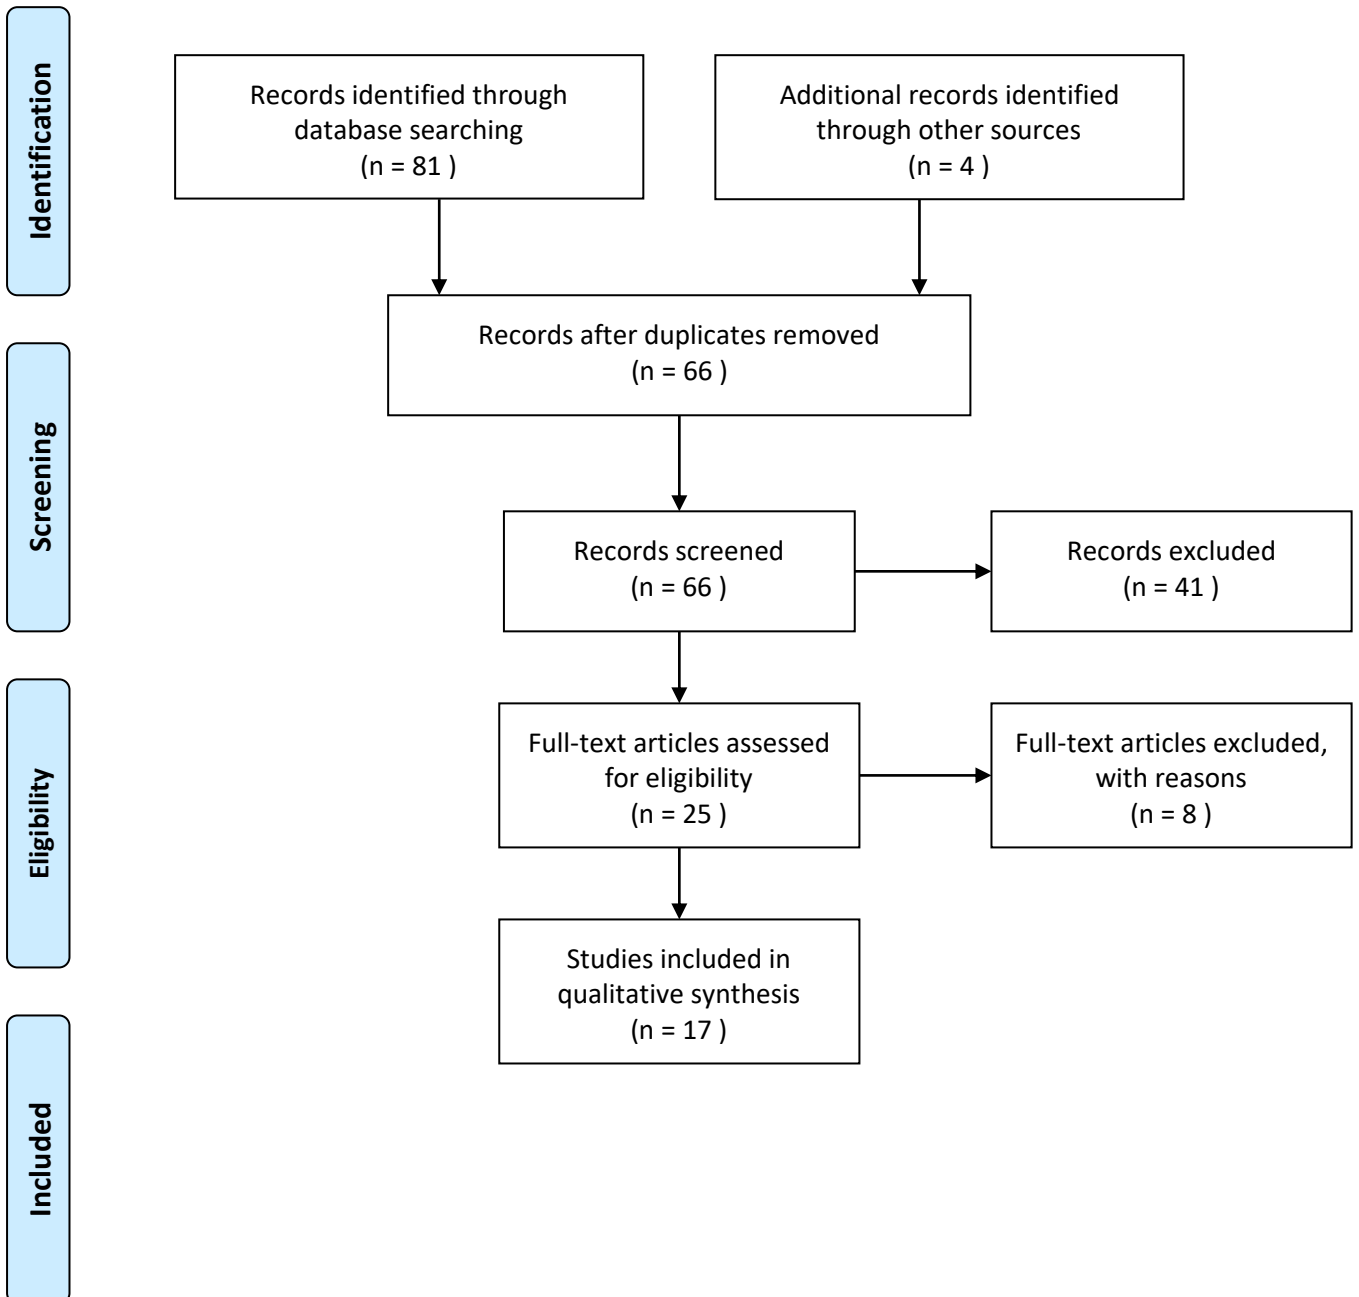 Identification
Records identified through
database searching
(n = 81 )
Additional records identified
through other sources
(n = 4 )
Records after duplicates removed
(n = 66 )
Screening
Records screened
(n = 66 )
Records excluded
(n = 41 )
Eligibility
Full-text articles assessed
for eligibility
(n = 25 )
Full-text articles excluded,
with reasons
(n = 8 )
Studies included in
qualitative synthesis
(n = 17 )
Included